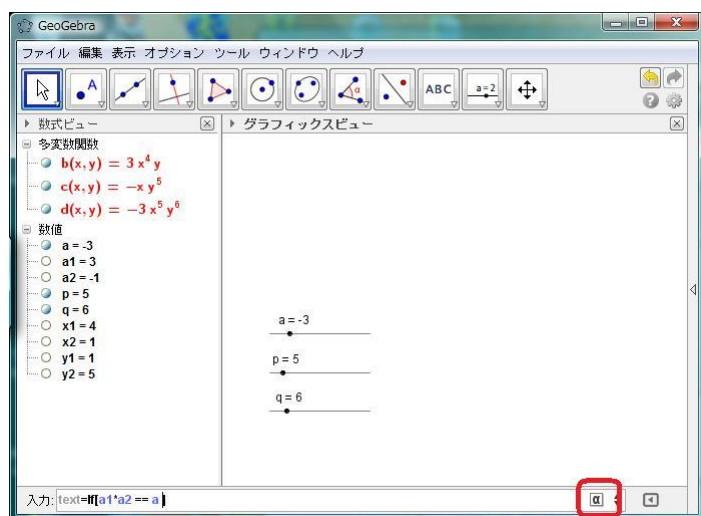 GeoGebra
ファイル 編集 表示 オプション ツール ウィンドウ ヘルプ
A α ABC a=2
数式ビュー
グラフィックスビュー
多変数関数
b(x,y) = 3 x⁴ y
c(x,y) = −x y⁵
d(x,y) = −3 x⁵ y⁶
数値
a = -3
a1 = 3
a2 = -1
p = 5
q = 6
x1 = 4
x2 = 1
y1 = 1
y2 = 5
a = -3
p = 5
q = 6
入力: text=If[a1*a2 == a
α